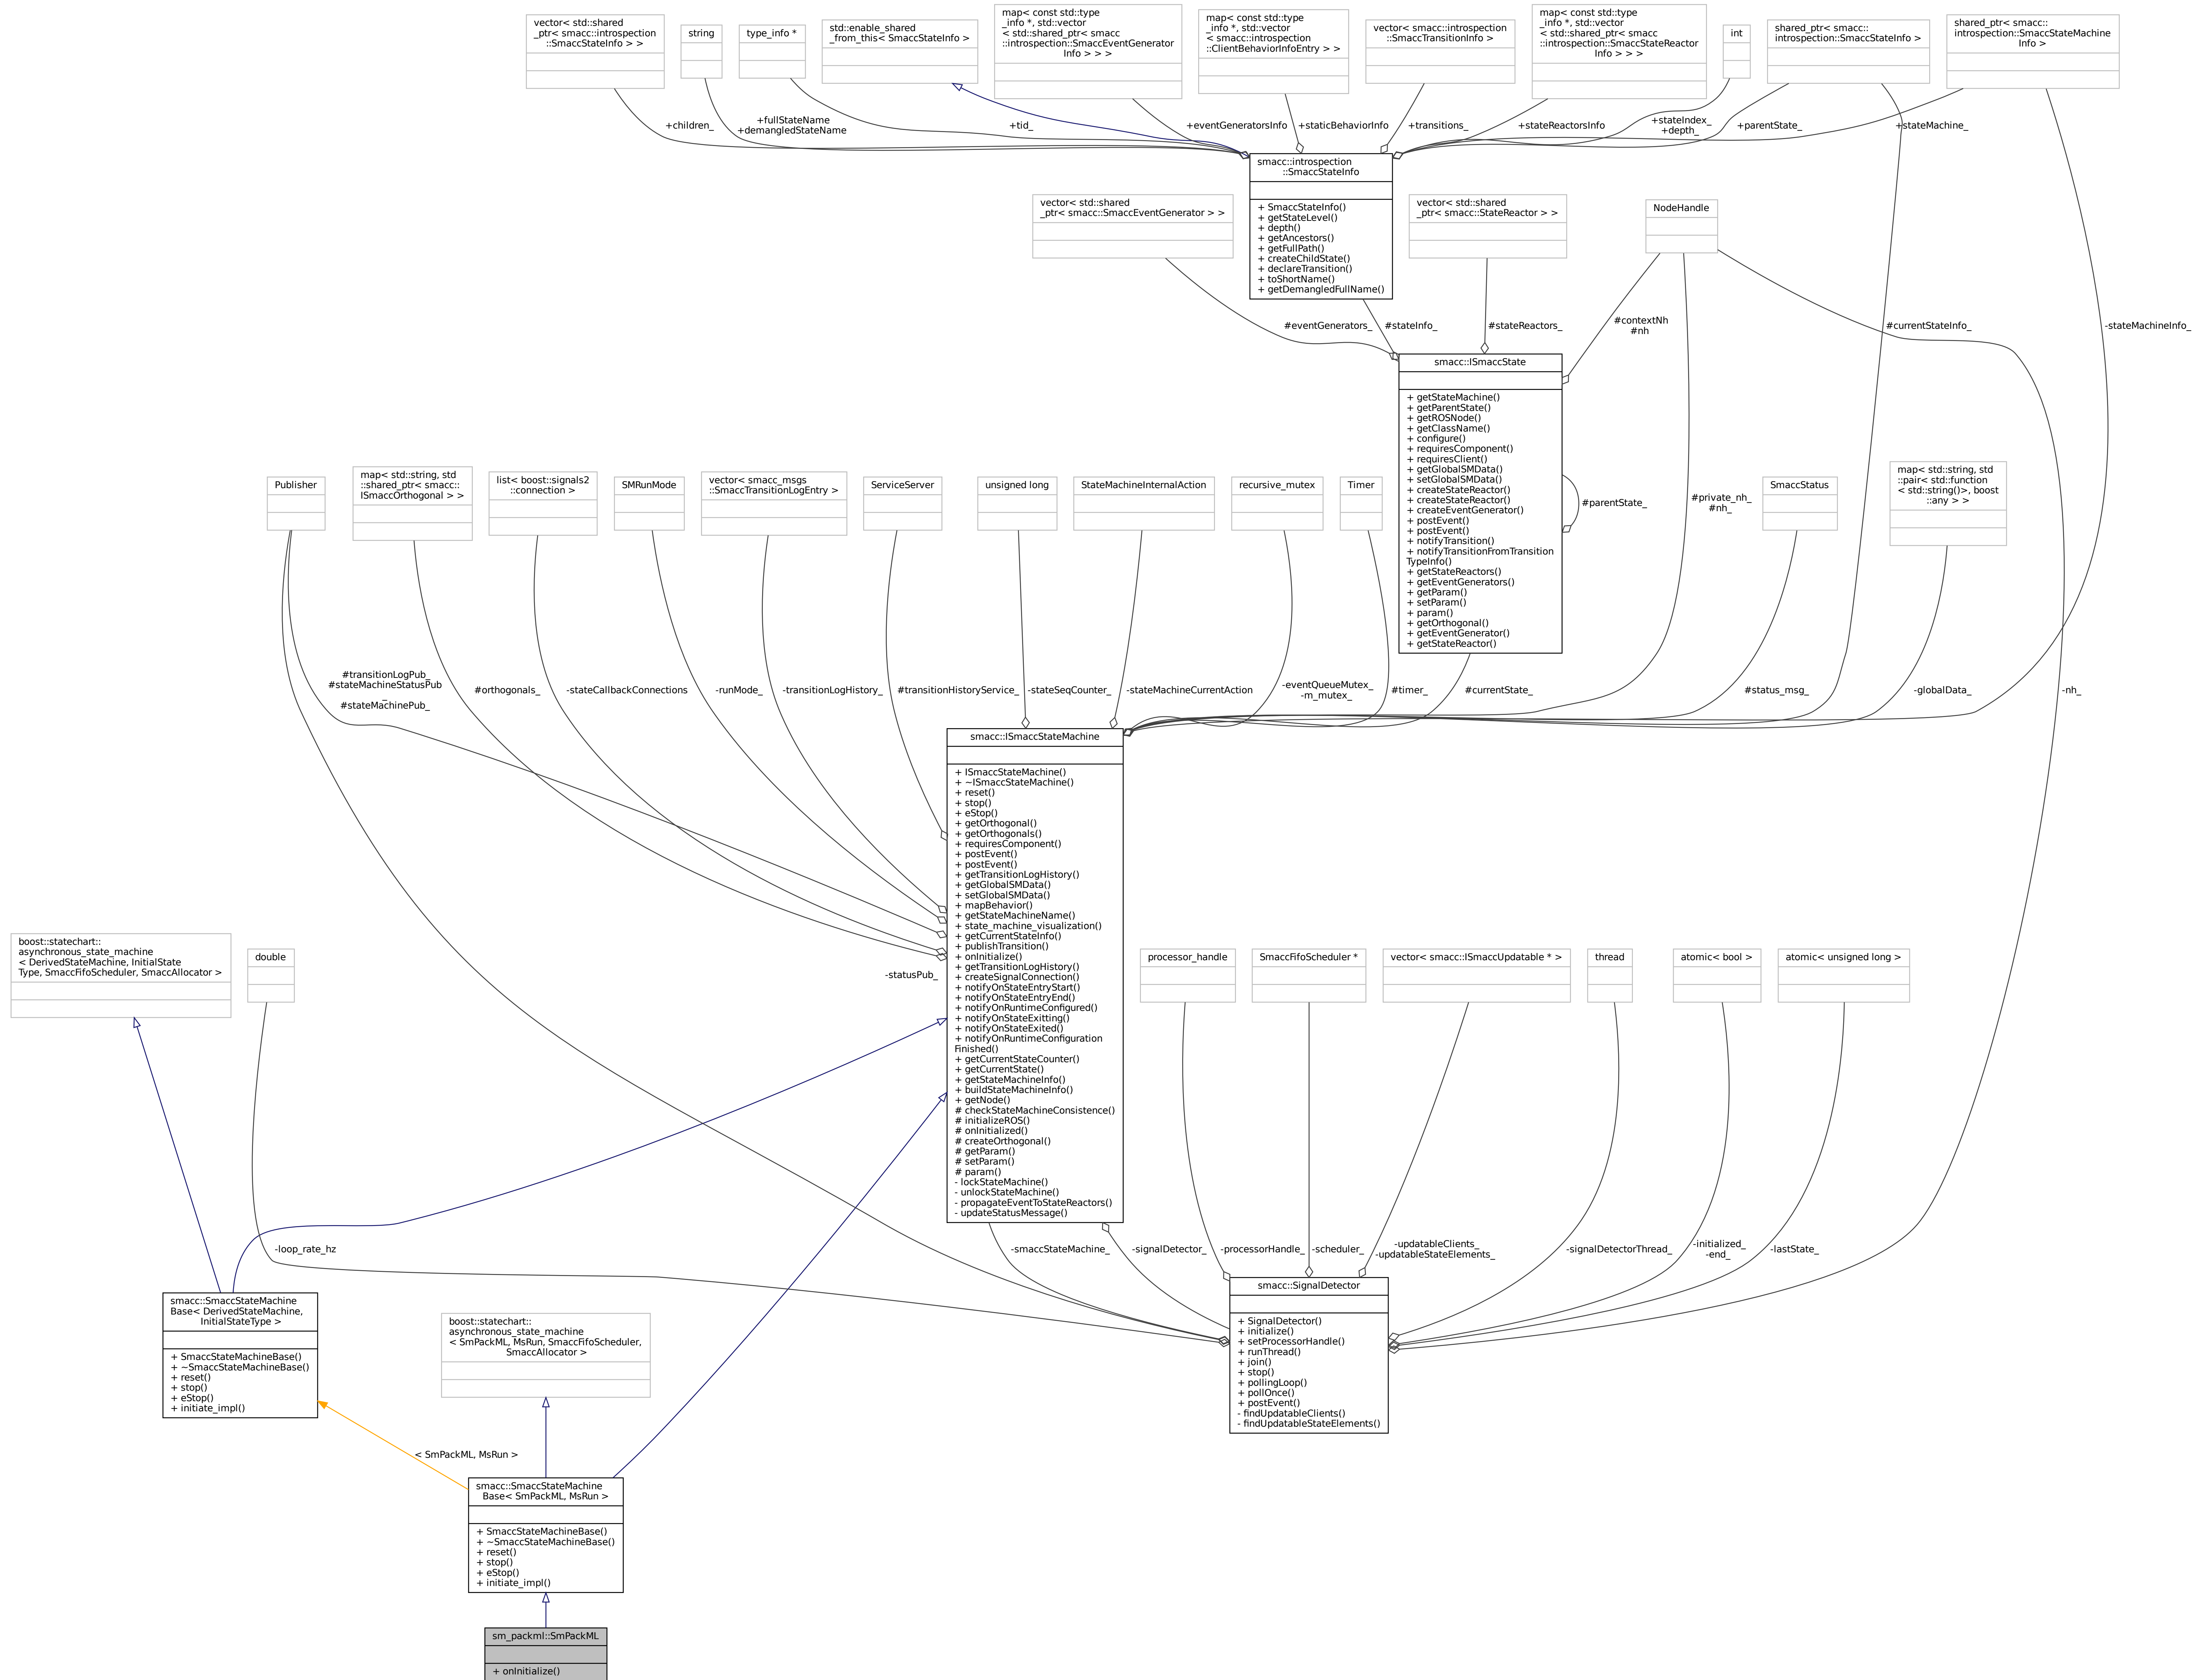 vector< std::shared
_ptr< smacc::introspection
::SmaccStateInfo > >
string
type_info *
std::enable_shared
_from_this< SmaccStateInfo >
map< const std::type
_info *, std::vector
< std::shared_ptr< smacc
::introspection::SmaccEventGenerator
Info > > >
map< const std::type
_info *, std::vector
< smacc::introspection
::ClientBehaviorInfoEntry > >
vector< smacc::introspection
::SmaccTransitionInfo >
map< const std::type
_info *, std::vector
< std::shared_ptr< smacc
::introspection::SmaccStateReactor
Info > > >
int
shared_ptr< smacc::
introspection::SmaccStateInfo >
shared_ptr< smacc::
introspection::SmaccStateMachine
Info >
+children_
+fullStateName
+demangledStateName
+tid_
+eventGeneratorsInfo
+staticBehaviorInfo
+transitions_
+stateReactorsInfo
+stateIndex_
+depth_
+parentState_
+stateMachine_
smacc::introspection
::SmaccStateInfo
+ SmaccStateInfo()
+ getStateLevel()
+ depth()
+ getAncestors()
+ getFullPath()
+ createChildState()
+ declareTransition()
+ toShortName()
+ getDemangledFullName()
vector< std::shared
_ptr< smacc::SmaccEventGenerator > >
vector< std::shared
_ptr< smacc::StateReactor > >
NodeHandle
#eventGenerators_
#stateInfo_
#stateReactors_
#contextNh
#nh
#currentStateInfo_
-stateMachineInfo_
smacc::ISmaccState
+ getStateMachine()
+ getParentState()
+ getROSNode()
+ getClassName()
+ configure()
+ requiresComponent()
+ requiresClient()
+ getGlobalSMData()
+ setGlobalSMData()
+ createStateReactor()
+ createStateReactor()
+ createEventGenerator()
+ postEvent()
+ postEvent()
+ notifyTransition()
+ notifyTransitionFromTransition
TypeInfo()
+ getStateReactors()
+ getEventGenerators()
+ getParam()
+ setParam()
+ param()
+ getOrthogonal()
+ getEventGenerator()
+ getStateReactor()
#parentState_
#private_nh_
#nh_
Publisher
map< std::string, std
::shared_ptr< smacc::
ISmaccOrthogonal > >
list< boost::signals2
::connection >
SMRunMode
vector< smacc_msgs
::SmaccTransitionLogEntry >
ServiceServer
unsigned long
StateMachineInternalAction
recursive_mutex
Timer
SmaccStatus
map< std::string, std
::pair< std::function
< std::string()>, boost
::any > >
#transitionLogPub_
#stateMachineStatusPub
_
#stateMachinePub_
#orthogonals_
-stateCallbackConnections
-runMode_
-transitionLogHistory_
#transitionHistoryService_
-stateSeqCounter_
-stateMachineCurrentAction
-eventQueueMutex_
-m_mutex_
#timer_
#currentState_
#status_msg_
-globalData_
-nh_
smacc::ISmaccStateMachine
+ ISmaccStateMachine()
+ ~ISmaccStateMachine()
+ reset()
+ stop()
+ eStop()
+ getOrthogonal()
+ getOrthogonals()
+ requiresComponent()
+ postEvent()
+ postEvent()
+ getTransitionLogHistory()
+ getGlobalSMData()
+ setGlobalSMData()
+ mapBehavior()
+ getStateMachineName()
+ state_machine_visualization()
+ getCurrentStateInfo()
+ publishTransition()
+ onInitialize()
+ getTransitionLogHistory()
+ createSignalConnection()
+ notifyOnStateEntryStart()
+ notifyOnStateEntryEnd()
+ notifyOnRuntimeConfigured()
+ notifyOnStateExitting()
+ notifyOnStateExited()
+ notifyOnRuntimeConfiguration
Finished()
+ getCurrentStateCounter()
+ getCurrentState()
+ getStateMachineInfo()
+ buildStateMachineInfo()
+ getNode()
# checkStateMachineConsistence()
# initializeROS()
# onInitialized()
# createOrthogonal()
# getParam()
# setParam()
# param()
- lockStateMachine()
- unlockStateMachine()
- propagateEventToStateReactors()
- updateStatusMessage()
boost::statechart::
asynchronous_state_machine
< DerivedStateMachine, InitialState
Type, SmaccFifoScheduler, SmaccAllocator >
double
-statusPub_
processor_handle
SmaccFifoScheduler *
vector< smacc::ISmaccUpdatable * >
thread
atomic< bool >
atomic< unsigned long >
-loop_rate_hz
-smaccStateMachine_
-signalDetector_
-processorHandle_
-scheduler_
-updatableClients_
-updatableStateElements_
-signalDetectorThread_
-initialized_
-end_
-lastState_
smacc::SmaccStateMachine
Base< DerivedStateMachine,
InitialStateType >
+ SmaccStateMachineBase()
+ ~SmaccStateMachineBase()
+ reset()
+ stop()
+ eStop()
+ initiate_impl()
boost::statechart::
asynchronous_state_machine
< SmPackML, MsRun, SmaccFifoScheduler,
SmaccAllocator >
smacc::SignalDetector
+ SignalDetector()
+ initialize()
+ setProcessorHandle()
+ runThread()
+ join()
+ stop()
+ pollingLoop()
+ pollOnce()
+ postEvent()
- findUpdatableClients()
- findUpdatableStateElements()
< SmPackML, MsRun >
smacc::SmaccStateMachine
Base< SmPackML, MsRun >
+ SmaccStateMachineBase()
+ ~SmaccStateMachineBase()
+ reset()
+ stop()
+ eStop()
+ initiate_impl()
sm_packml::SmPackML
+ onInitialize()